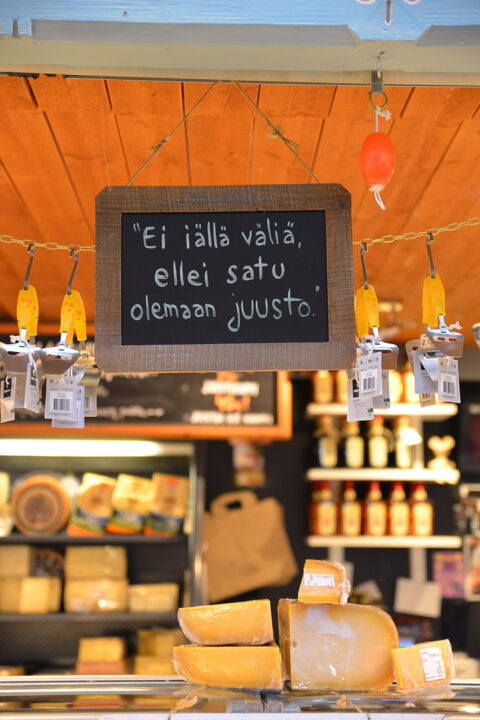 "Ei iällä väliä,
ellei satu
olemaan juusto."